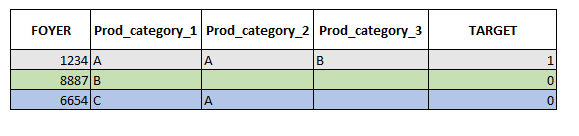 FOYER Prod_category_1 Prod_category_2 Prod_category_3 TARGET
1234 A A B 1
8887 B 0
6654 C A 0